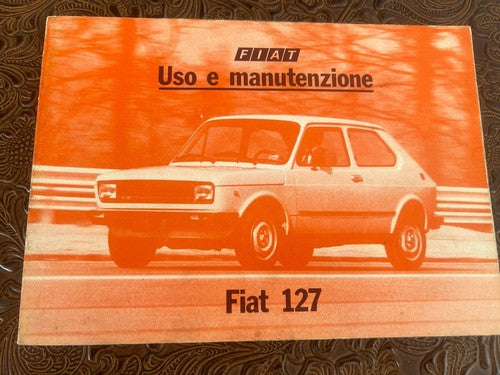 FIAT
Uso e manutenzione
Fiat 127